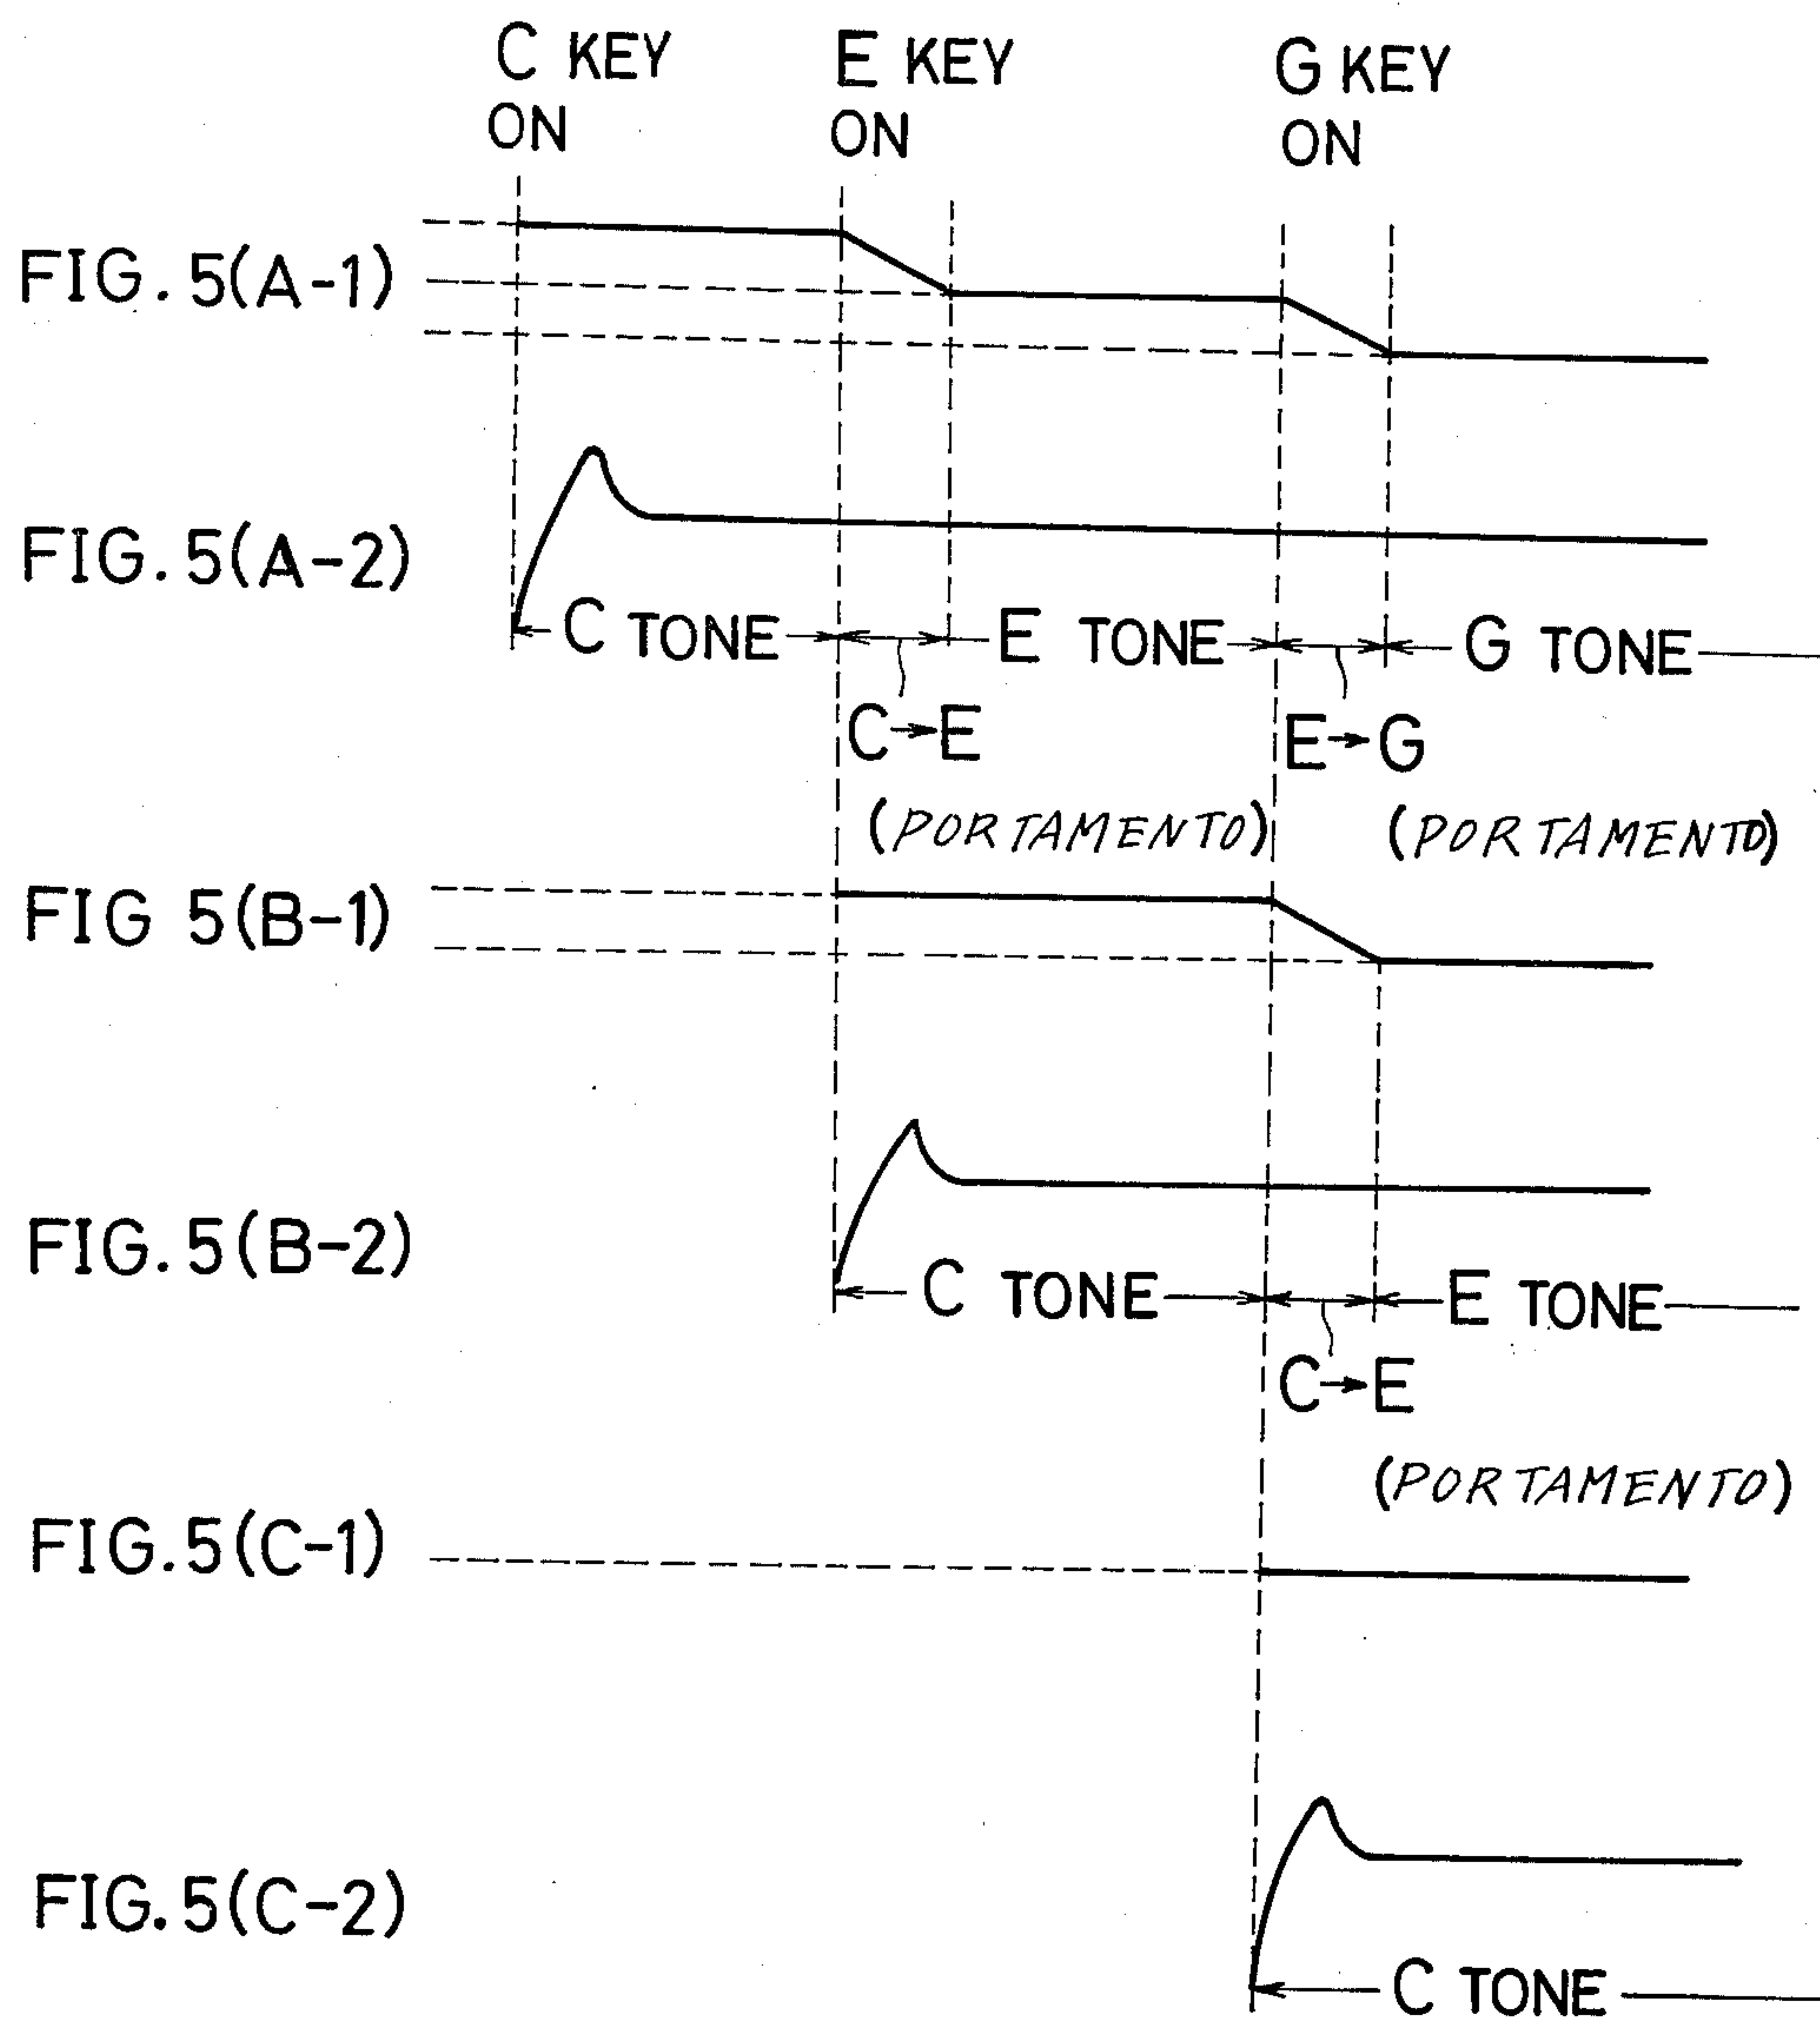 C KEY
ON
E KEY
ON
G KEY
ON
FIG. 5(A-1)
FIG. 5(A-2)
C TONE
E TONE
G TONE
C→E
E→G
(PORTAMENTO)
(PORTAMENTO)
FIG 5(B-1)
FIG. 5(B-2)
C TONE
E TONE
C→E
(PORTAMENTO)
FIG.5(C-1)
FIG.5(C-2)
C TONE